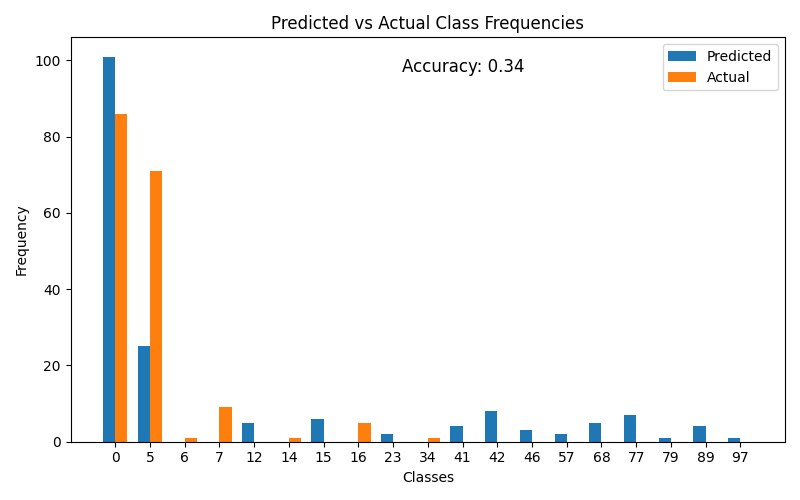 Predicted vs Actual Class Frequencies
Accuracy: 0.34
Predicted
Actual
Frequency
100
80
60
40
20
0
0 5 6 7 12 14 15 16 23 34 41 42 46 57 68 77 79 89 97
Classes